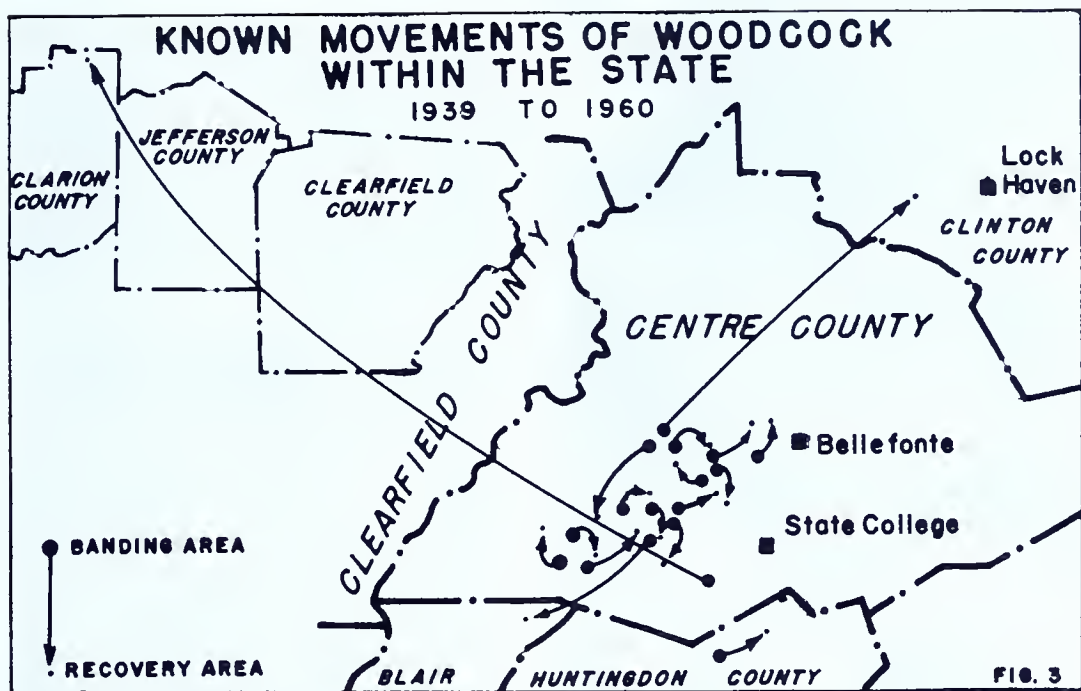 KNOWN MOVEMENTS OF WOODCOCK
WITHIN THE STATE
1939 TO 1960
JEFFERSON
COUNTY
CLARION
COUNTY
CLEARFIELD
COUNTY
Lock
Haven
CLINTON
COUNTY
CLEARFIELD COUNTY
CENTRE COUNTY
Bellefonte
State College
BANDING AREA
RECOVERY AREA
BLAIR
HUNTINGDON COUNTY
FIG. 3